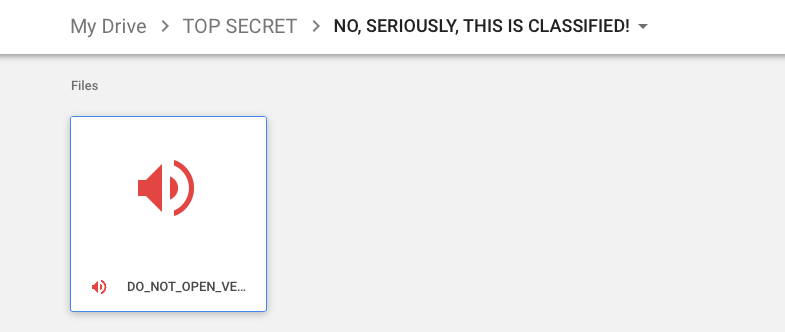 My Drive > TOP SECRET > NO, SERIOUSLY, THIS IS CLASSIFIED!
Files
DO_NOT_OPEN_VE...